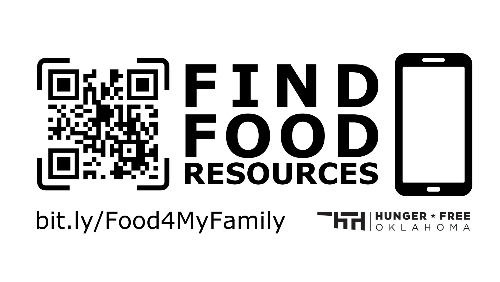 FIND
FOOD
RESOURCES
bit.ly/Food4MyFamily
HUNGER ★ FREE
OKLAHOMA